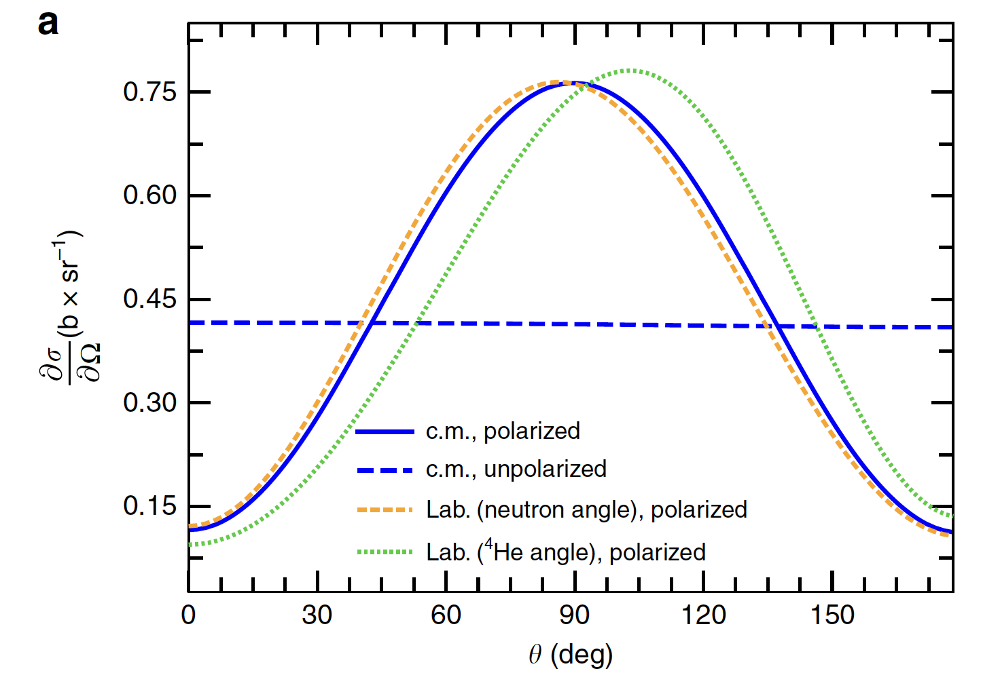 a
0.75
0.60
0.45
0.30
0.15
∂σ/∂Ω (b × sr⁻¹)
c.m., polarized
c.m., unpolarized
Lab. (neutron angle), polarized
Lab. (⁴He angle), polarized
0 30 60 90 120 150
θ (deg)